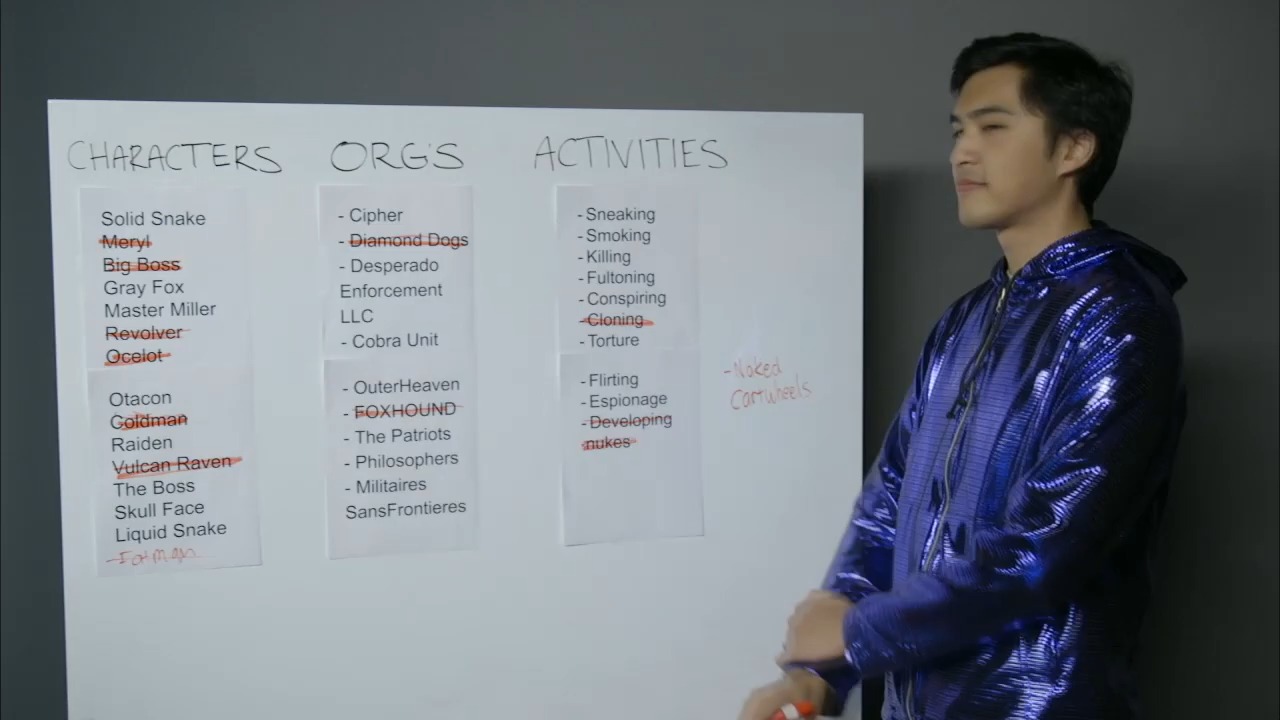 CHARACTERS
Solid Snake
Meryl
Big Boss
Gray Fox
Master Miller
Revolver
Ocelot
Otacon
Goldman
Raiden
Vulcan Raven
The Boss
Skull Face
Liquid Snake
ORG'S
- Cipher
- Diamond Dogs
- Desperado
Enforcement
LLC
- Cobra Unit
- OuterHeaven
- FOXHOUND
- The Patriots
- Philosophers
- Militaires
SansFrontieres
ACTIVITIES
- Sneaking
- Smoking
- Killing
- Fultoning
- Conspiring
- Cloning
- Torture
- Flirting
- Espionage
- Developing
nukes
- Naked
Cartwheels